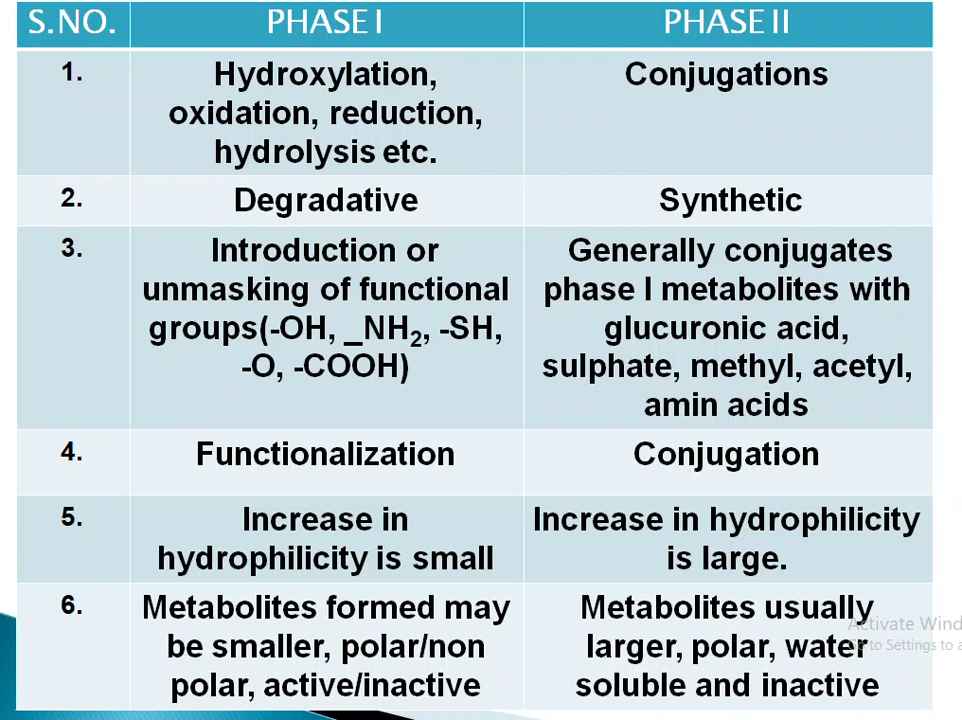 S.NO. PHASE I PHASE II
1. Hydroxylation, Conjugations
oxidation, reduction,
hydrolysis etc.
2. Degradative Synthetic
3. Introduction or Generally conjugates
unmasking of functional phase I metabolites with
groups(-OH, _NH₂, -SH, glucuronic acid,
-O, -COOH) sulphate, methyl, acetyl,
amin acids
4. Functionalization Conjugation
5. Increase in Increase in hydrophilicity
hydrophilicity is small is large.
6. Metabolites formed may Metabolites usually
be smaller, polar/non larger, polar, water
polar, active/inactive soluble and inactive
Activate Wind
to Settings to a